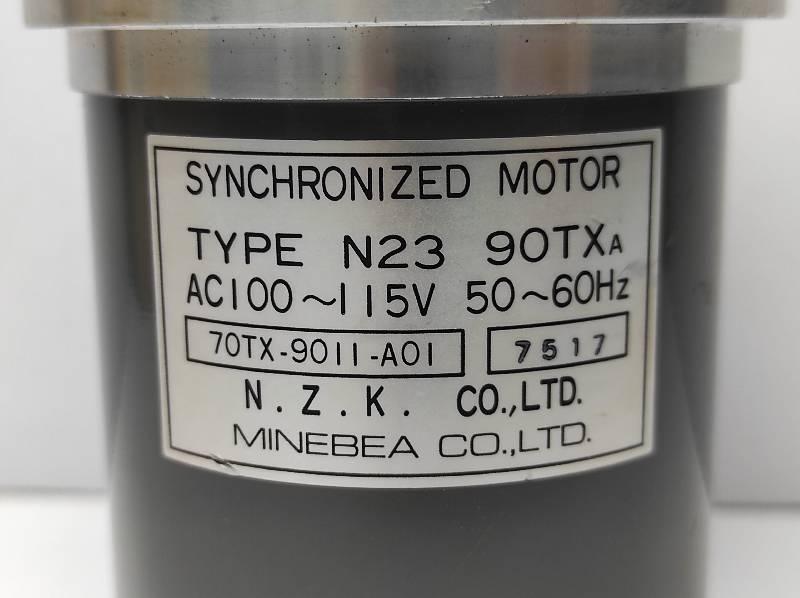 SYNCHRONIZED MOTOR
TYPE N23 90TXA
AC100~115V 50~60Hz
70TX-9011-A01 7517
N.Z.K. CO.,LTD.
MINEBEA CO.,LTD.